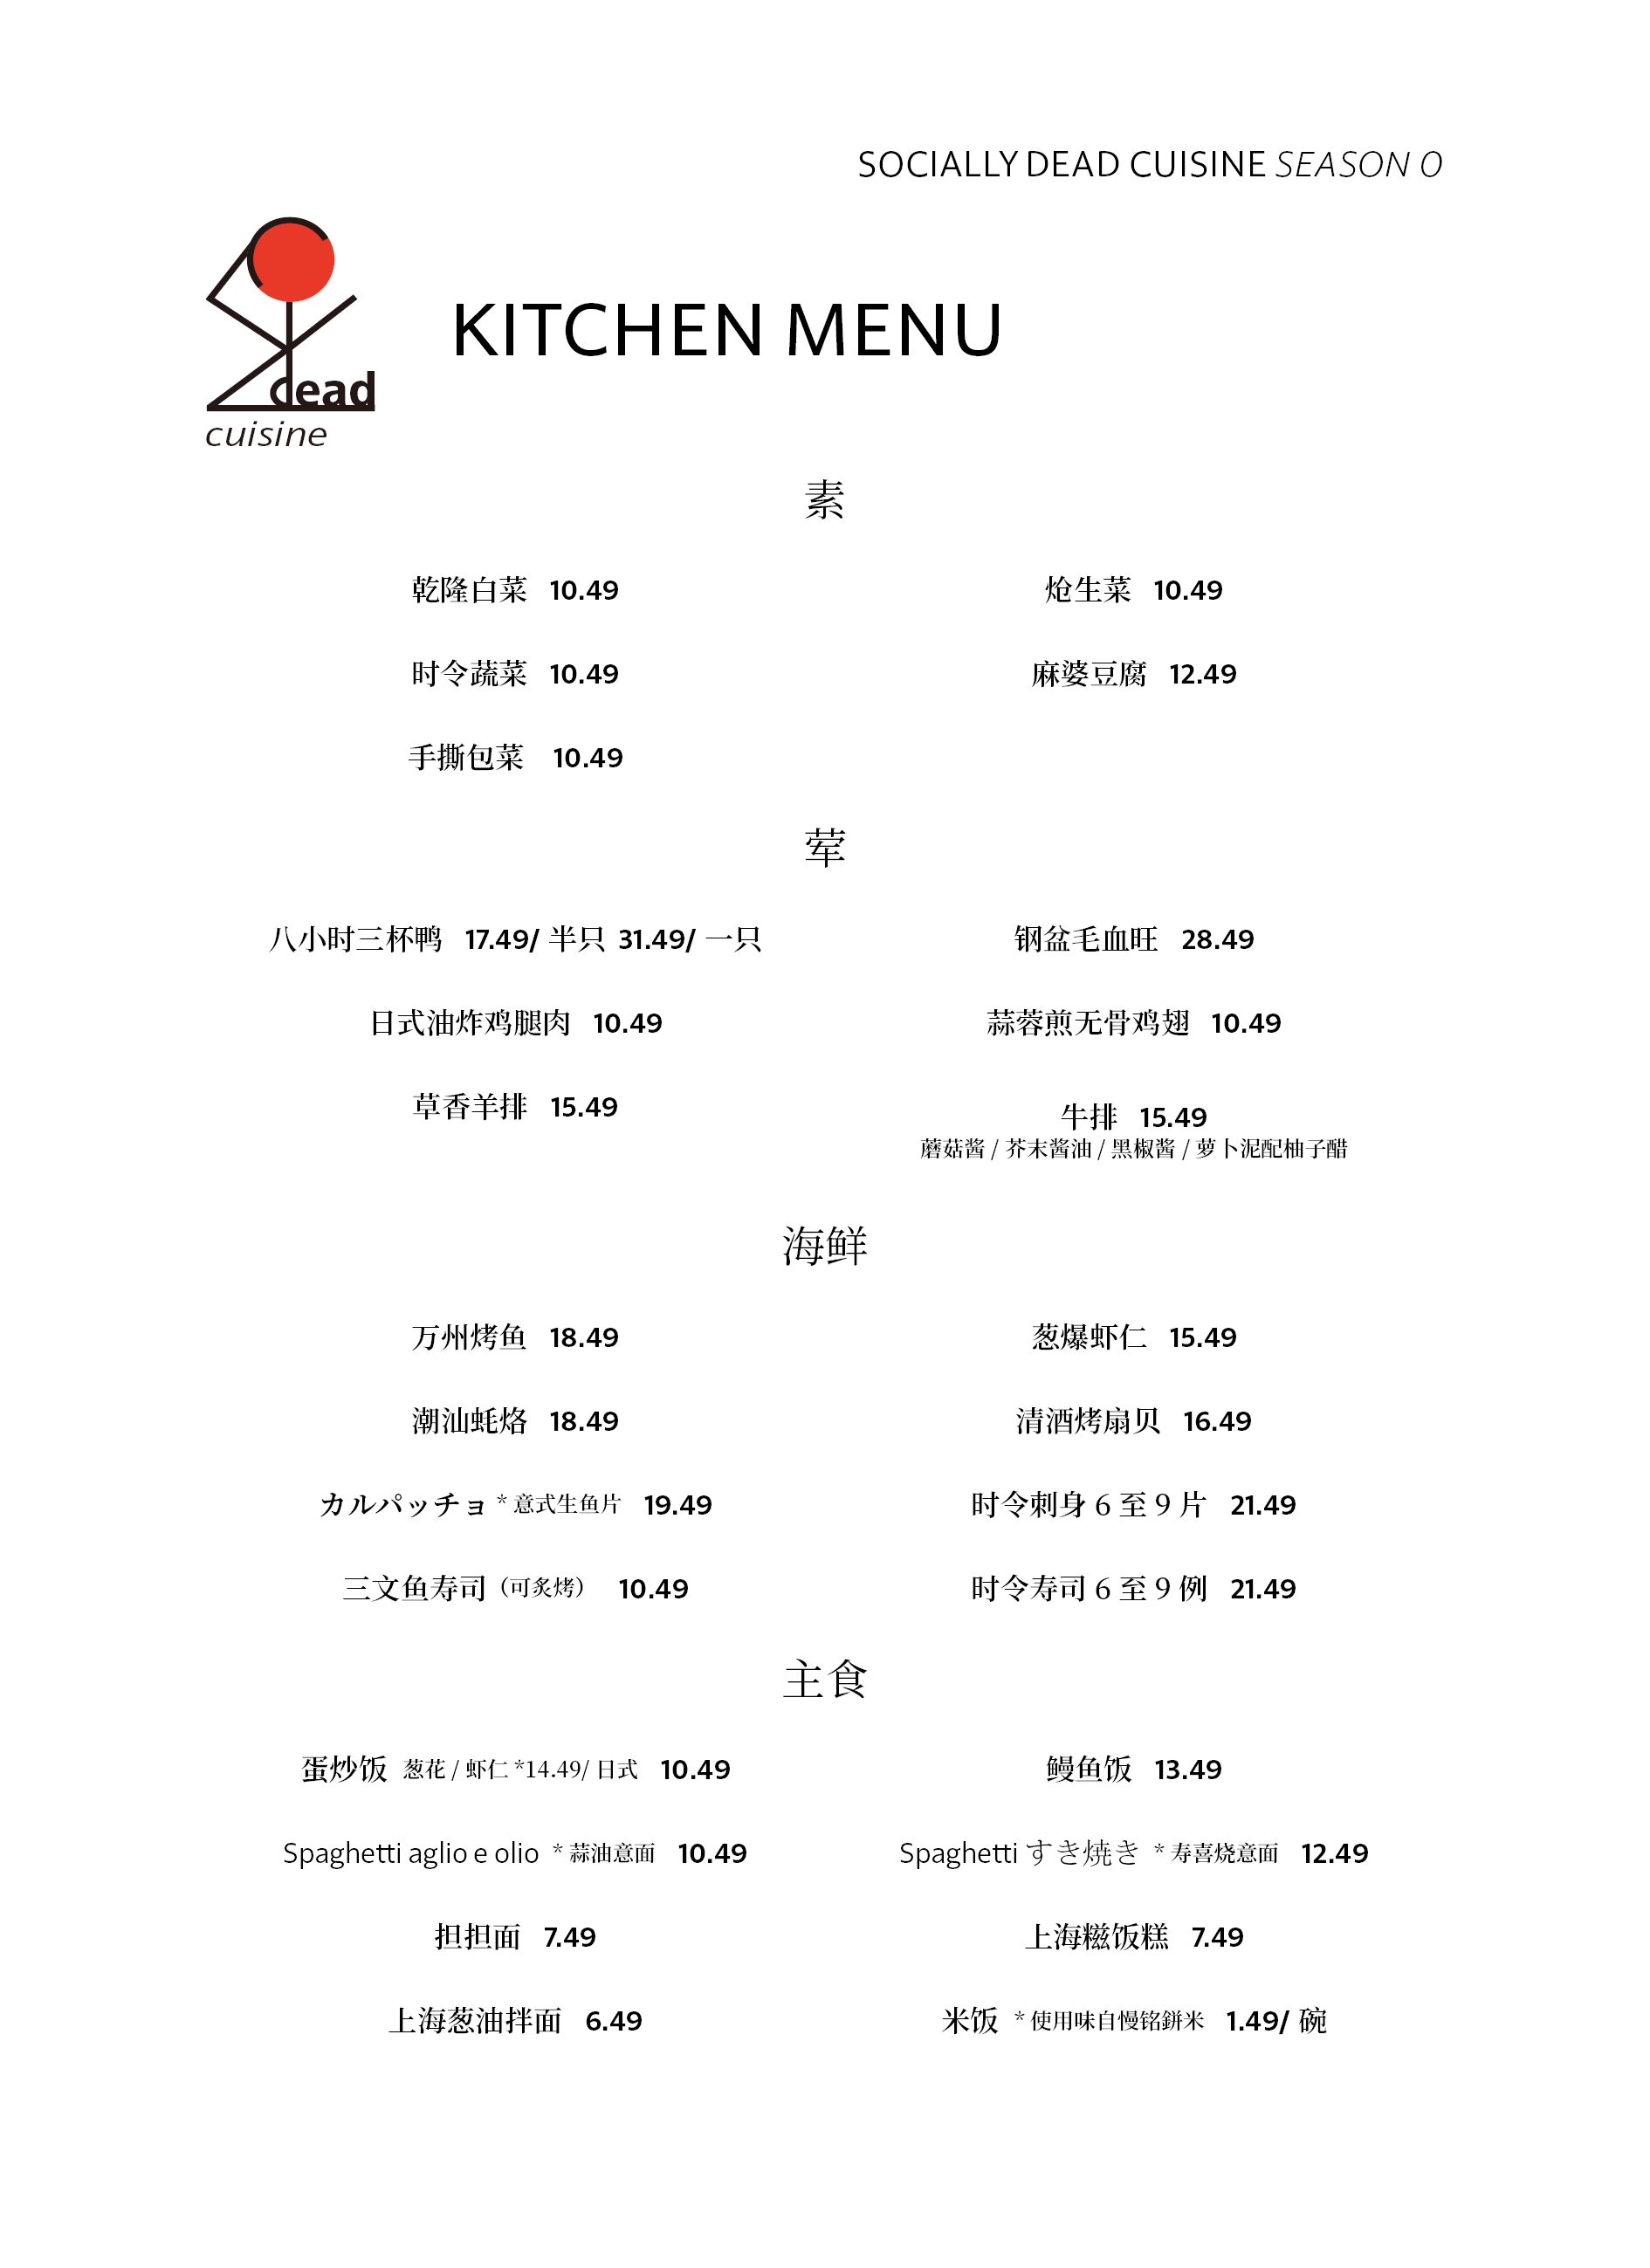 SOCIALLY DEAD CUISINE SEASON 0
dead
cuisine
KITCHEN MENU
素
乾隆白菜 10.49
炝生菜 10.49
时令蔬菜 10.49
麻婆豆腐 12.49
手撕包菜 10.49
荤
八小时三杯鸭 17.49/ 半只 31.49/ 一只
钢盆毛血旺 28.49
日式油炸鸡腿肉 10.49
蒜蓉煎无骨鸡翅 10.49
草香羊排 15.49
牛排 15.49
蘑菇酱 / 芥末酱油 / 黑椒酱 / 萝卜泥配柚子醋
海鲜
万州烤鱼 18.49
葱爆虾仁 15.49
潮汕蚝烙 18.49
清酒烤扇贝 16.49
カルパッチョ * 意式生鱼片 19.49
时令刺身 6 至 9 片 21.49
三文鱼寿司（可炙烤） 10.49
时令寿司 6 至 9 例 21.49
主食
蛋炒饭 葱花 / 虾仁 *14.49/ 日式 10.49
鳗鱼饭 13.49
Spaghetti aglio e olio * 蒜油意面 10.49
Spaghetti すき焼き * 寿喜烧意面 12.49
担担面 7.49
上海糍饭糕 7.49
上海葱油拌面 6.49
米饭 * 使用味自慢铭餅米 1.49/ 碗